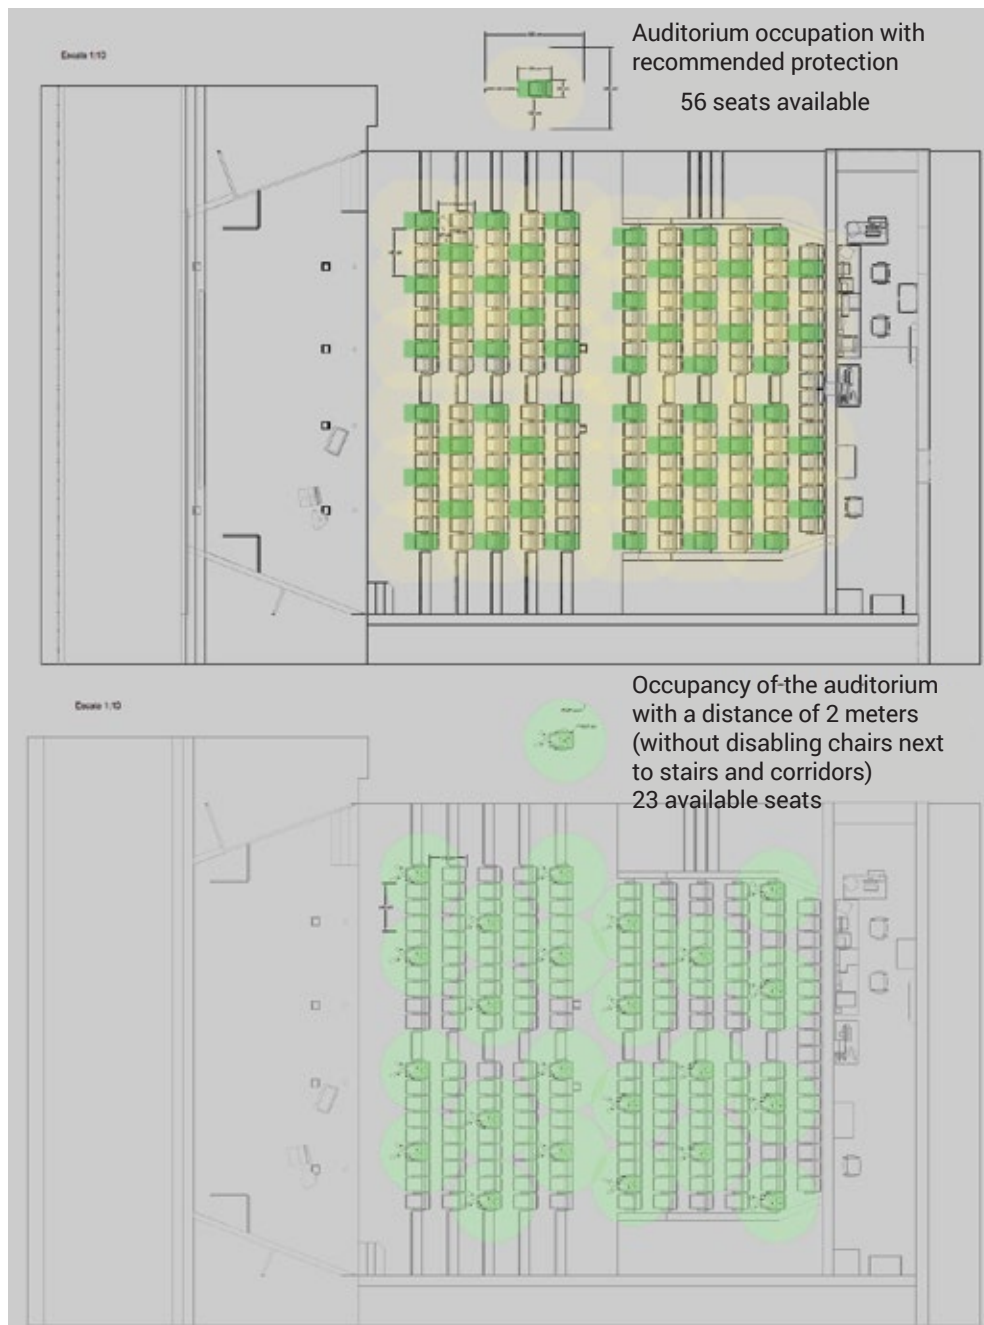 Escala 1:10
Auditorium occupation with
recommended protection
56 seats available
Escala 1:10
Occupancy of the auditorium
with a distance of 2 meters
(without disabling chairs next
to stairs and corridors)
23 available seats